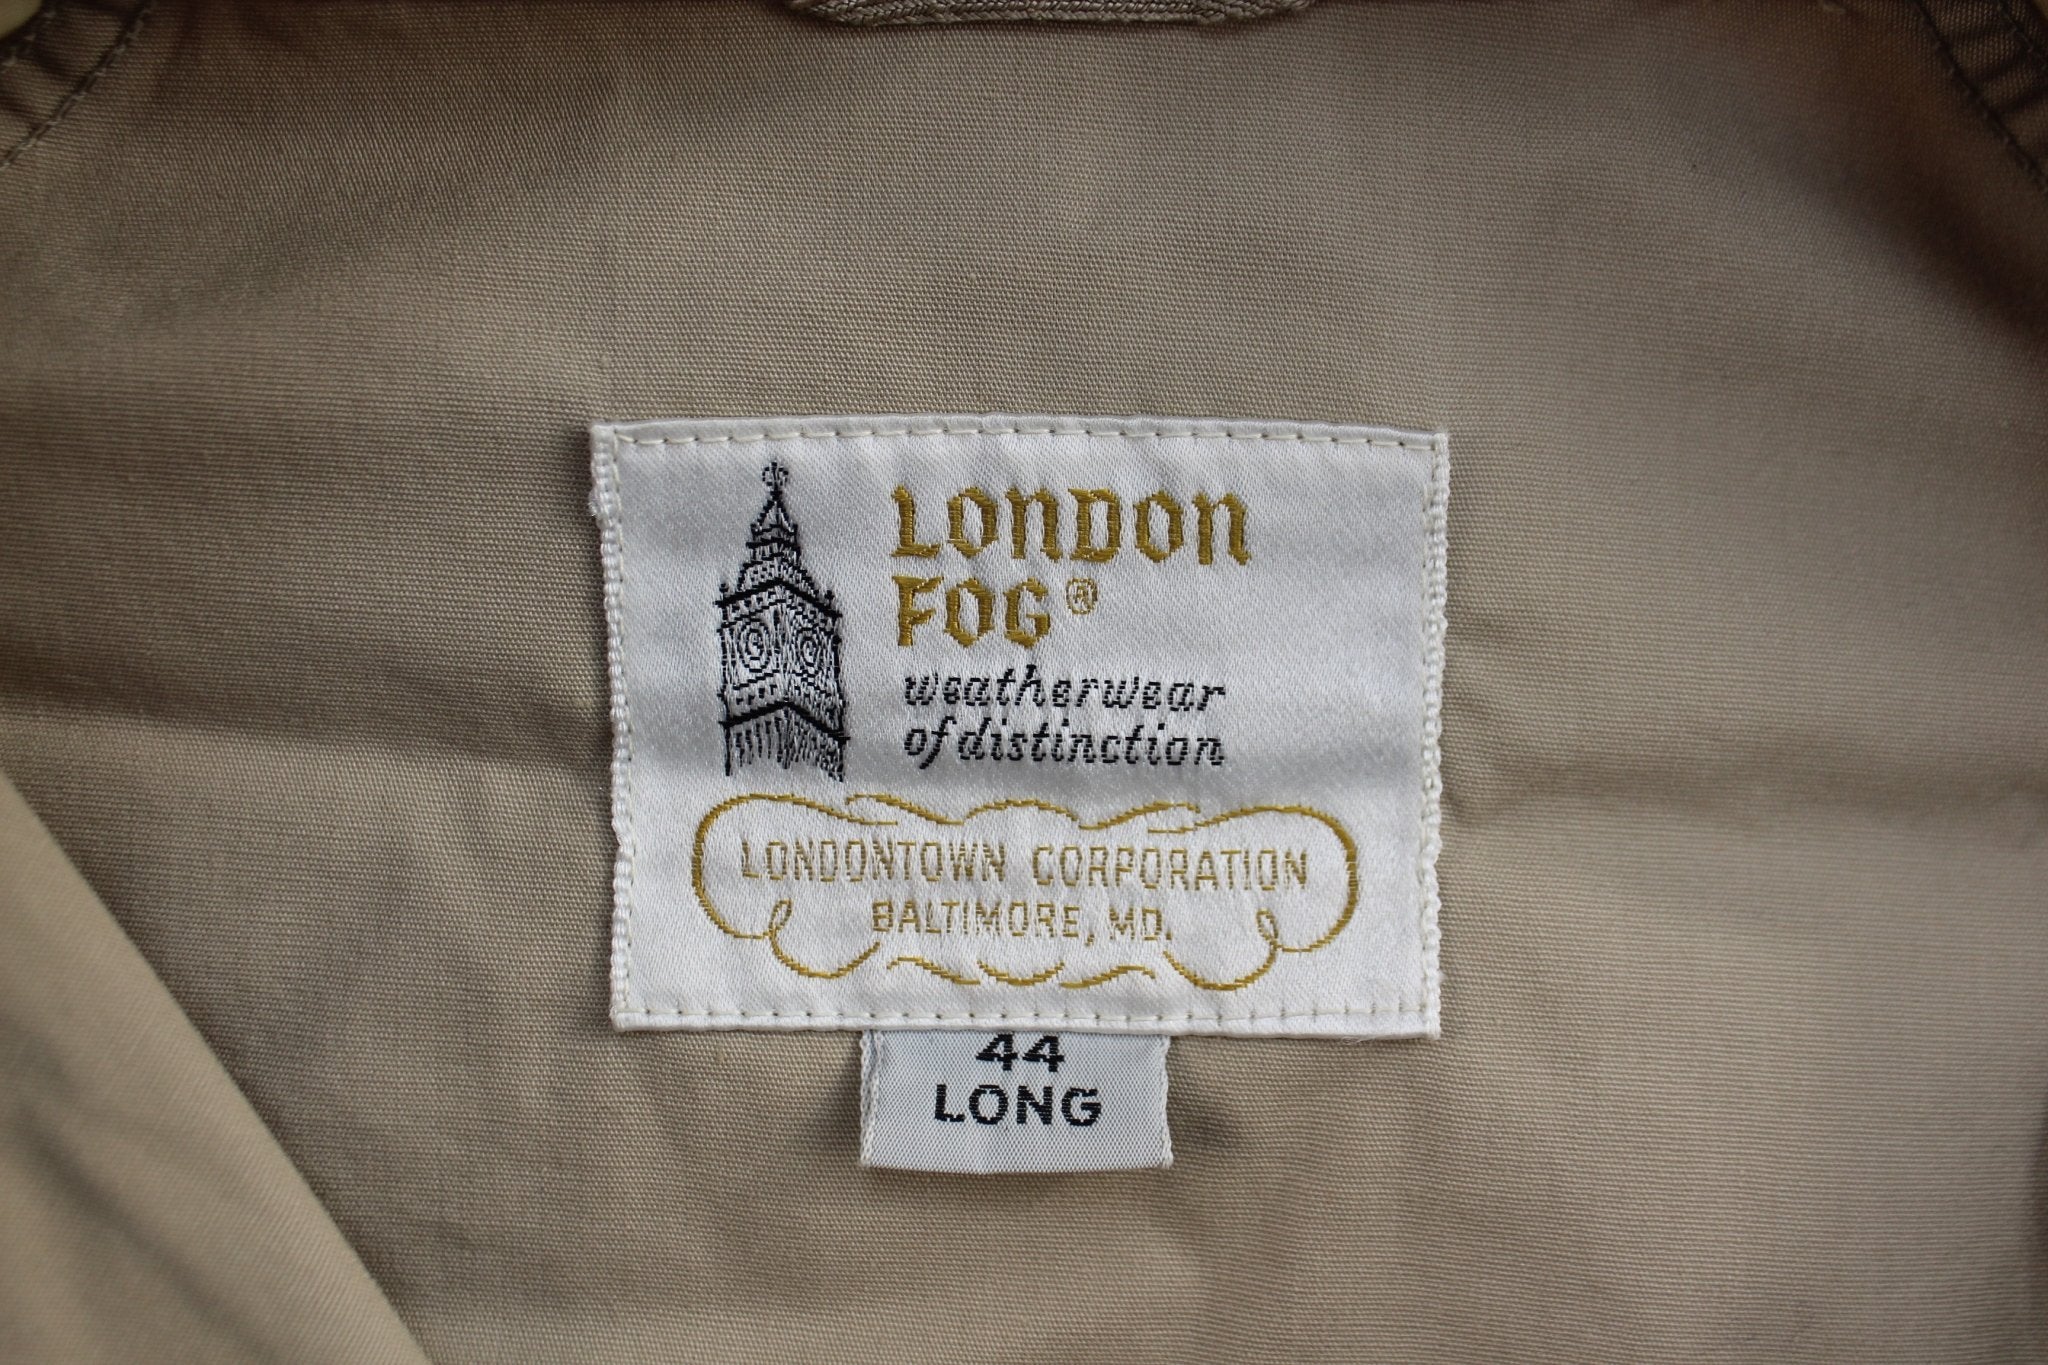 LONDON
FOG®
weatherwear
of distinction
LONDONTOWN CORPORATION
BALTIMORE, MD.
44
LONG